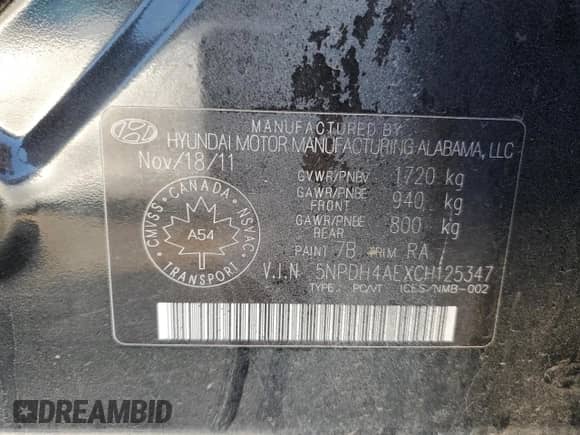 MANUFACTURED BY
HYUNDAI MOTOR MANUFACTURING ALABAMA, LLC
Nov/18/11
GVWR/PNBV 1720 kg
GAWR/PNBE FRONT 940 kg
GAWR/PNBE REAR 800 kg
PAINT 7B TRIM RA
V.I.N 5NPDH4AEXCH125347
TYPE: PC/VT ICES/NMB-002
CANADA
CMVSS
NSVAC
A54
TRANSPORT
DREAMBID